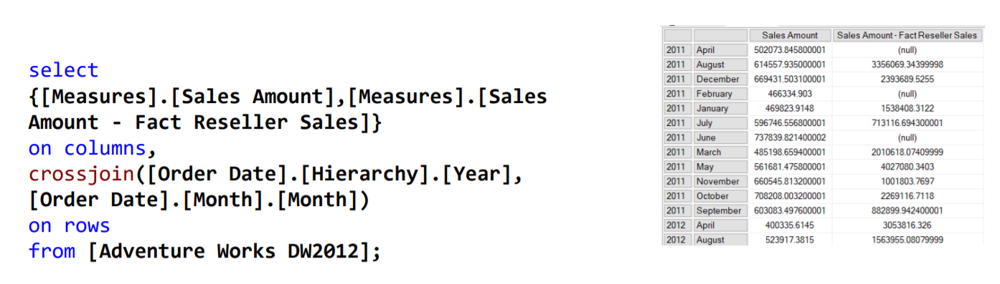 select
{[Measures].[Sales Amount],[Measures].[Sales
Amount - Fact Reseller Sales]}
on columns,
crossjoin([Order Date].[Hierarchy].[Year],
[Order Date].[Month].[Month])
on rows
from [Adventure Works DW2012];
Sales Amount Sales Amount - Fact Reseller Sales
2011 April 502073.845800001 (null)
2011 August 614557.935000001 3356069.34399998
2011 December 669431.503100001 2393689.5255
2011 February 466334.903 (null)
2011 January 469823.9148 1538408.3122
2011 July 596746.556800001 713116.694300001
2011 June 737839.821400002 (null)
2011 March 485198.659400001 2010618.07409999
2011 May 561681.475800001 4027080.3403
2011 November 660545.813200001 1001803.7697
2011 October 708208.003200001 2269116.7118
2011 September 603083.497600001 882899.942400001
2012 April 400335.6145 3053816.326
2012 August 523917.3815 1563955.08079999